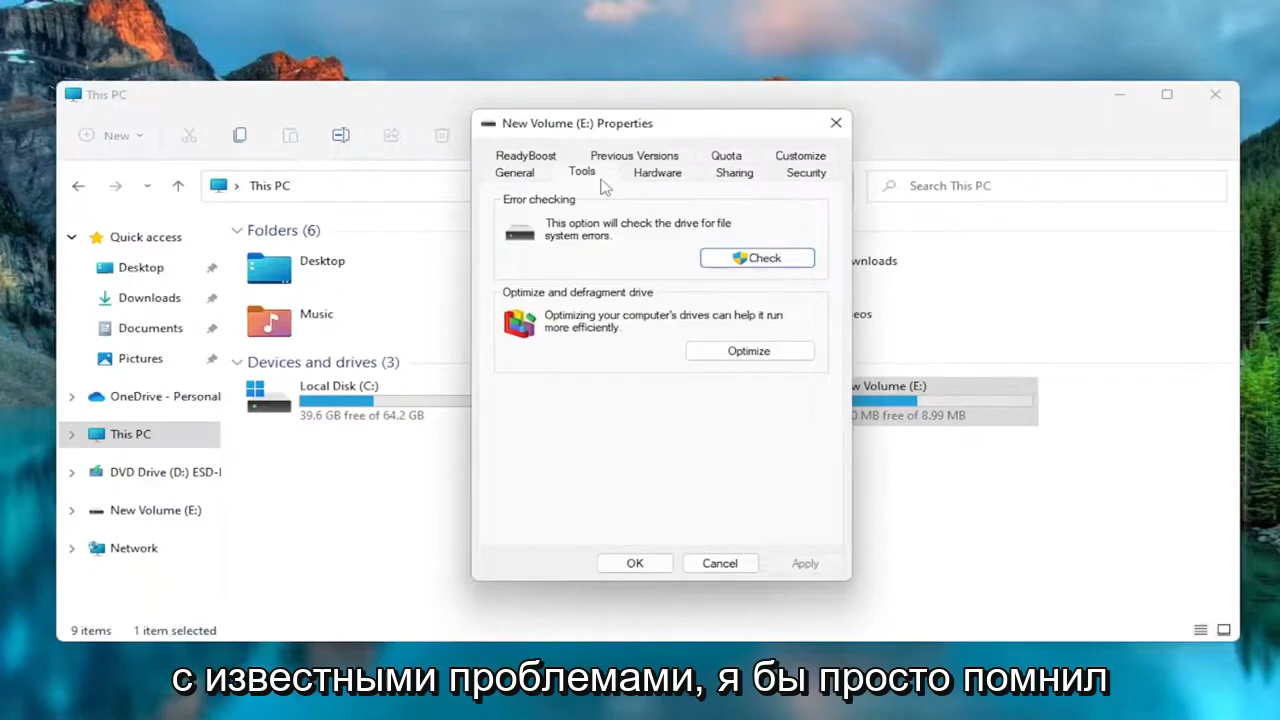 This PC
New
This PC
Search This PC
Quick access
Desktop
Downloads
Documents
Pictures
OneDrive - Personal
This PC
DVD Drive (D:) ESD-I
New Volume (E:)
Network
Folders (6)
Desktop
Music
wnloads
eos
Devices and drives (3)
Local Disk (C:)
39.6 GB free of 64.2 GB
w Volume (E:)
0 MB free of 8.99 MB
9 items 1 item selected
New Volume (E:) Properties
ReadyBoost Previous Versions Quota Customize
General Tools Hardware Sharing Security
Error checking
This option will check the drive for file
system errors.
Check
Optimize and defragment drive
Optimizing your computer's drives can help it run
more efficiently.
Optimize
OK Cancel Apply
с известными проблемами, я бы просто помнил